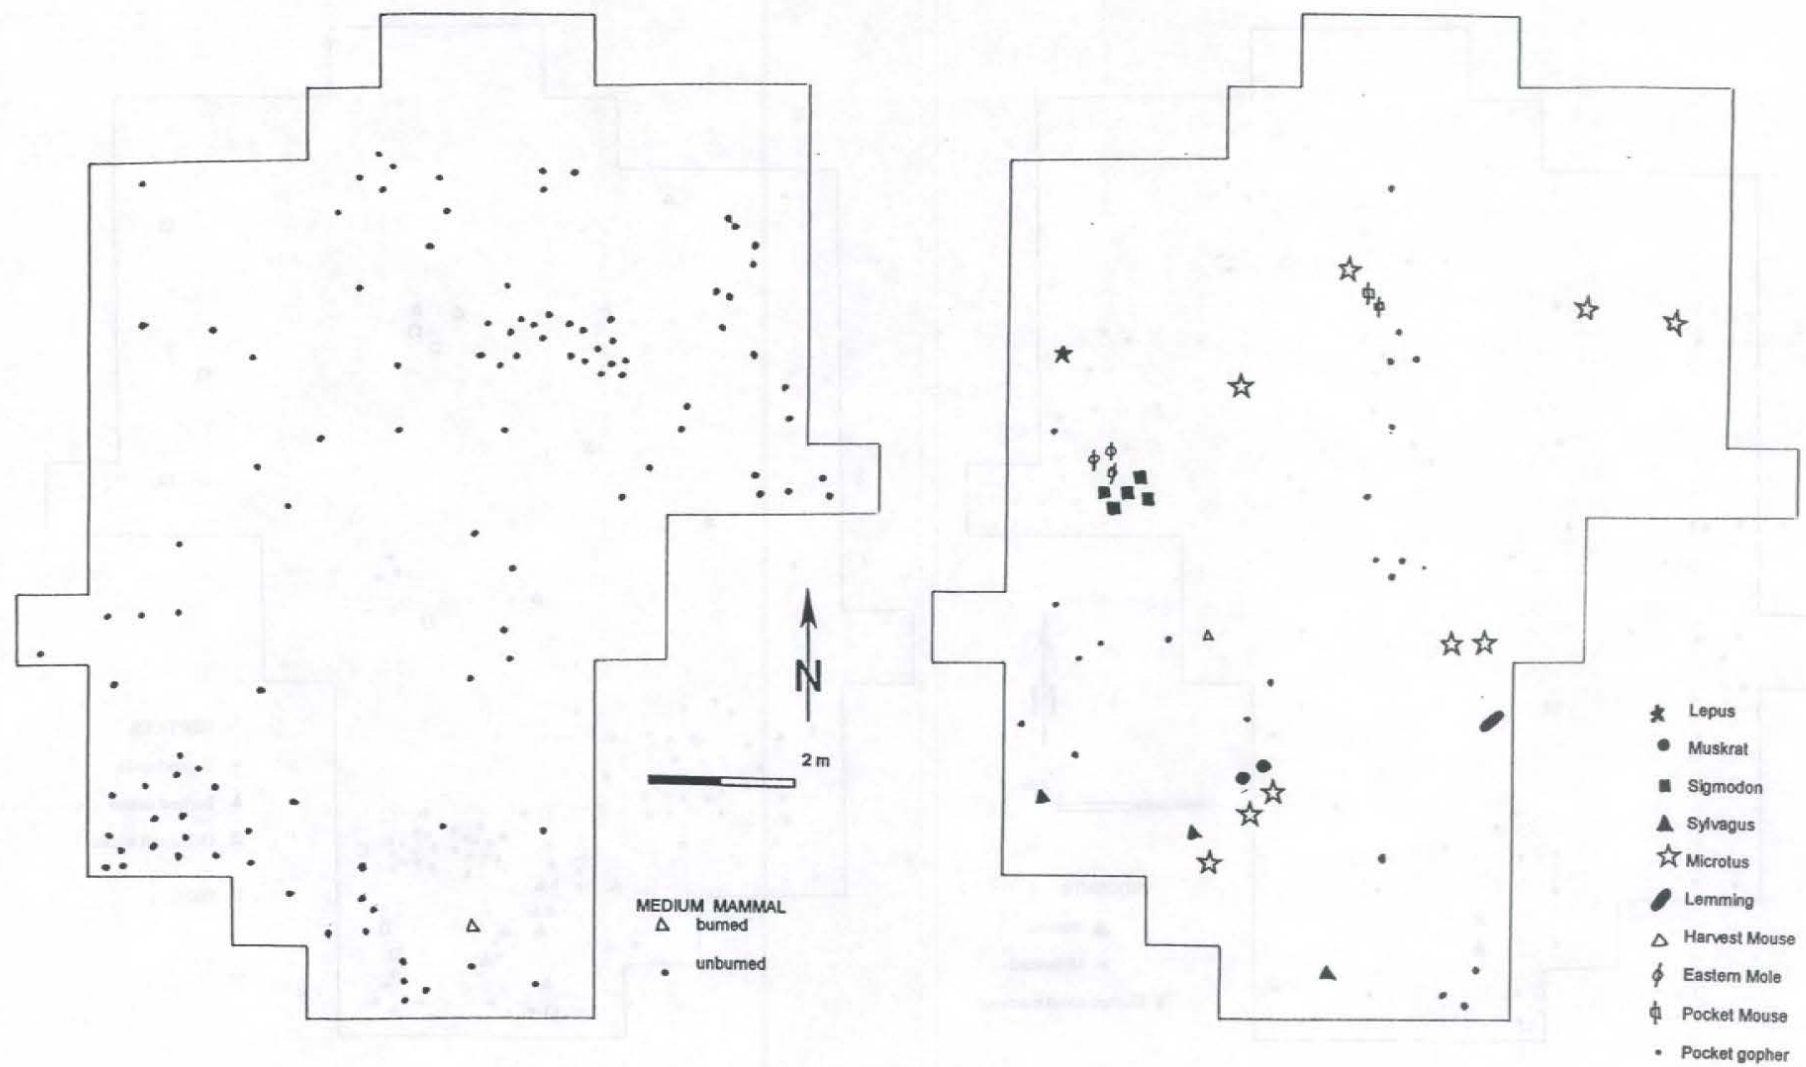 N
2 m
MEDIUM MAMMAL
burned
unburned
Lepus
Muskrat
Sigmodon
Sylvagus
Microtus
Lemming
Harvest Mouse
Eastern Mole
Pocket Mouse
Pocket gopher